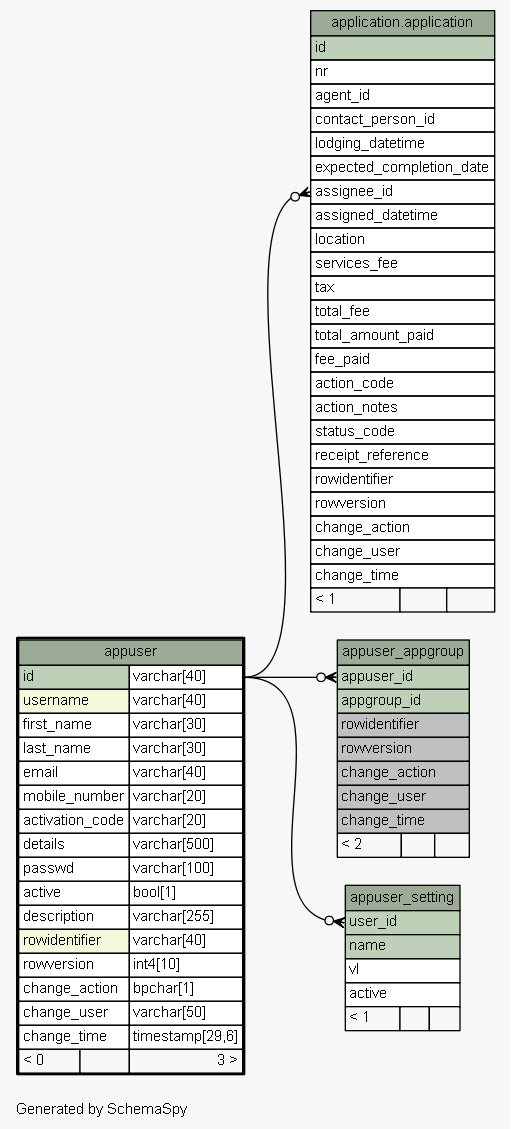 application.application
id
nr
agent_id
contact_person_id
lodging_datetime
expected_completion_date
assignee_id
assigned_datetime
location
services_fee
tax
total_fee
total_amount_paid
fee_paid
action_code
action_notes
status_code
receipt_reference
rowidentifier
rowversion
change_action
change_user
change_time
< 1
appuser
id varchar[40]
username varchar[40]
first_name varchar[30]
last_name varchar[30]
email varchar[40]
mobile_number varchar[20]
activation_code varchar[20]
details varchar[500]
passwd varchar[100]
active bool[1]
description varchar[255]
rowidentifier varchar[40]
rowversion int4[10]
change_action bpchar[1]
change_user varchar[50]
change_time timestamp[29,6]
< 0 3 >
appuser_appgroup
appuser_id
appgroup_id
rowidentifier
rowversion
change_action
change_user
change_time
< 2
appuser_setting
user_id
name
vl
active
< 1
Generated by SchemaSpy